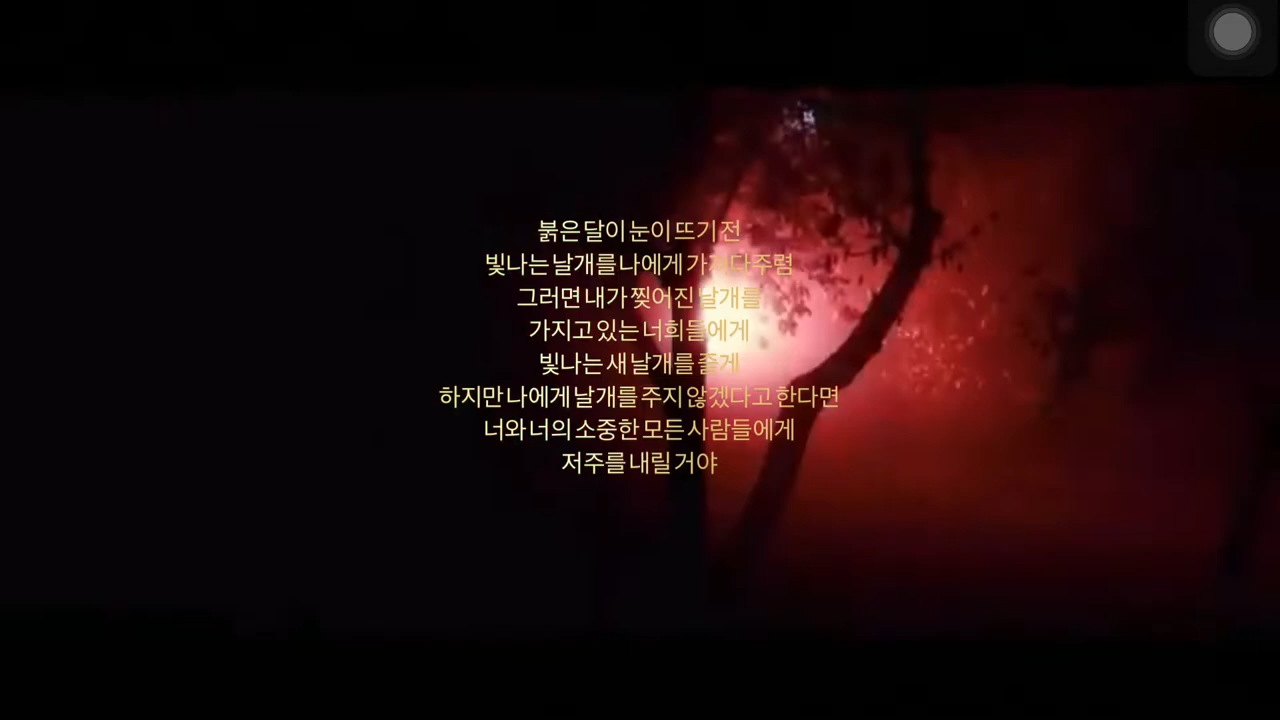 붉은 달이 눈이 뜨기 전
빛나는 날개를 나에게 가져다주렴
그러면 내가 찢어진 날개를
가지고 있는 너희들에게
빛나는 새 날개를 줄게
하지만 나에게 날개를 주지 않겠다고 한다면
너와 너의 소중한 모든 사람들에게
저주를 내릴 거야